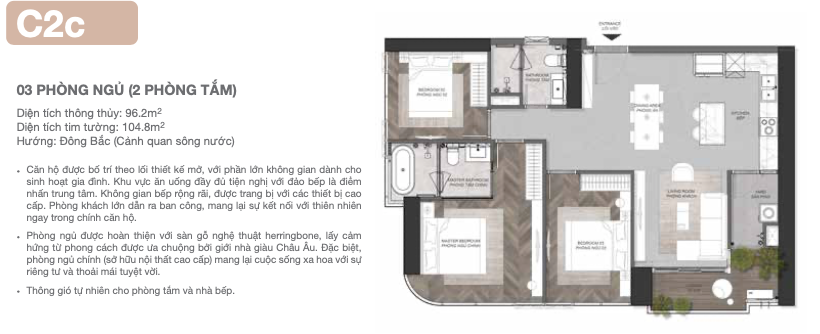 C2c
03 PHÒNG NGỦ (2 PHÒNG TẮM)
Diện tích thông thủy: 96.2m²
Diện tích tim tường: 104.8m²
Hướng: Đông Bắc (Cảnh quan sông nước)
• Căn hộ được bố trí theo lối thiết kế mở, với phần lớn không gian dành cho
sinh hoạt gia đình. Khu vực ăn uống đầy đủ tiện nghi với đảo bếp là điểm
nhấn trung tâm. Không gian bếp rộng rãi, được trang bị với các thiết bị cao
cấp. Phòng khách lớn dẫn ra ban công, mang lại sự kết nối với thiên nhiên
ngay trong chính căn hộ.
• Phòng ngủ được hoàn thiện với sàn gỗ nghệ thuật herringbone, lấy cảm
hứng từ phong cách được ưa chuộng bởi giới nhà giàu Châu Âu. Đặc biệt,
phòng ngủ chính (sở hữu nội thất cao cấp) mang lại cuộc sống xa hoa với sự
riêng tư và thoải mái tuyệt vời.
• Thông gió tự nhiên cho phòng tắm và nhà bếp.
ENTRANCE
LỐI VÀO
BEDROOM 03
PHÒNG NGỦ 03
BATHROOM
PHÒNG TẮM
DINING AREA
PHÒNG ĂN
KITCHEN
BẾP
MASTER BATHROOM
PHÒNG TẮM CHÍNH
LIVING ROOM
PHÒNG KHÁCH
YARD
SÂN PHƠI
MASTER BEDROOM
PHÒNG NGỦ CHÍNH
BEDROOM 02
PHÒNG NGỦ 02